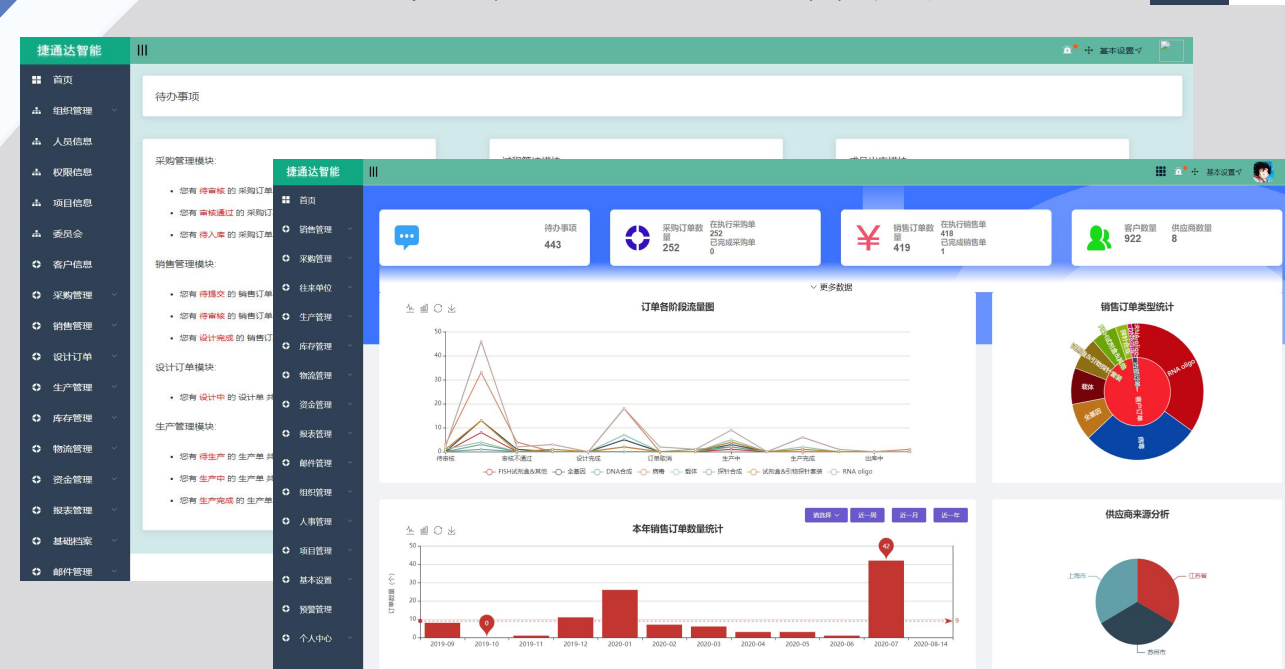 捷通达智能
基本设置
首页
组织管理
人员信息
权限信息
项目信息
委员会
客户信息
采购管理
销售管理
设计订单
生产管理
库存管理
物流管理
资金管理
报表管理
基础档案
邮件管理
待办事项
采购管理模块:
您有 待审核 的 采购订单
您有 审核通过 的 采购订
您有 待入库 的 采购订单
销售管理模块:
您有 待提交 的 销售订单
您有 待审核 的 销售订单
您有 设计完成 的 销售订
设计订单模块:
您有 设计中 的 设计单 共
生产管理模块:
您有 待生产 的 生产单 共
您有 生产中 的 生产单 共
您有 生产完成 的 生产单
捷通达智能
基本设置
首页
销售管理
采购管理
往来单位
生产管理
库存管理
物流管理
资金管理
报表管理
邮件管理
组织管理
人事管理
项目管理
基本设置
预警管理
个人中心
待办事项
443
采购订单数量
252
在执行采购单
252
已完成采购单
0
销售订单数量
419
在执行销售单
418
已完成销售单
1
客户数量
922
供应商数量
8
更多数据
订单各阶段流量图
50
40
30
20
10
0
待审核 审核不通过 设计完成 订单取消 生产中 生产完成 出库中
FISH试剂盒&其他 全基因 DNA合成 病毒 载体 探针合成 试剂盒&引物探针套装 RNA oligo
销售订单类型统计
RNA oligo
病毒
全基因
载体
客户订单
请选择 近一周 近一月 近一年
本年销售订单数量统计
订单数量（个）
50
40
30
20
10
0
0
42
9
2019-09 2019-10 2019-11 2019-12 2020-01 2020-02 2020-03 2020-04 2020-05 2020-06 2020-07 2020-08-14
供应商来源分析
上海市
江苏省
苏州市